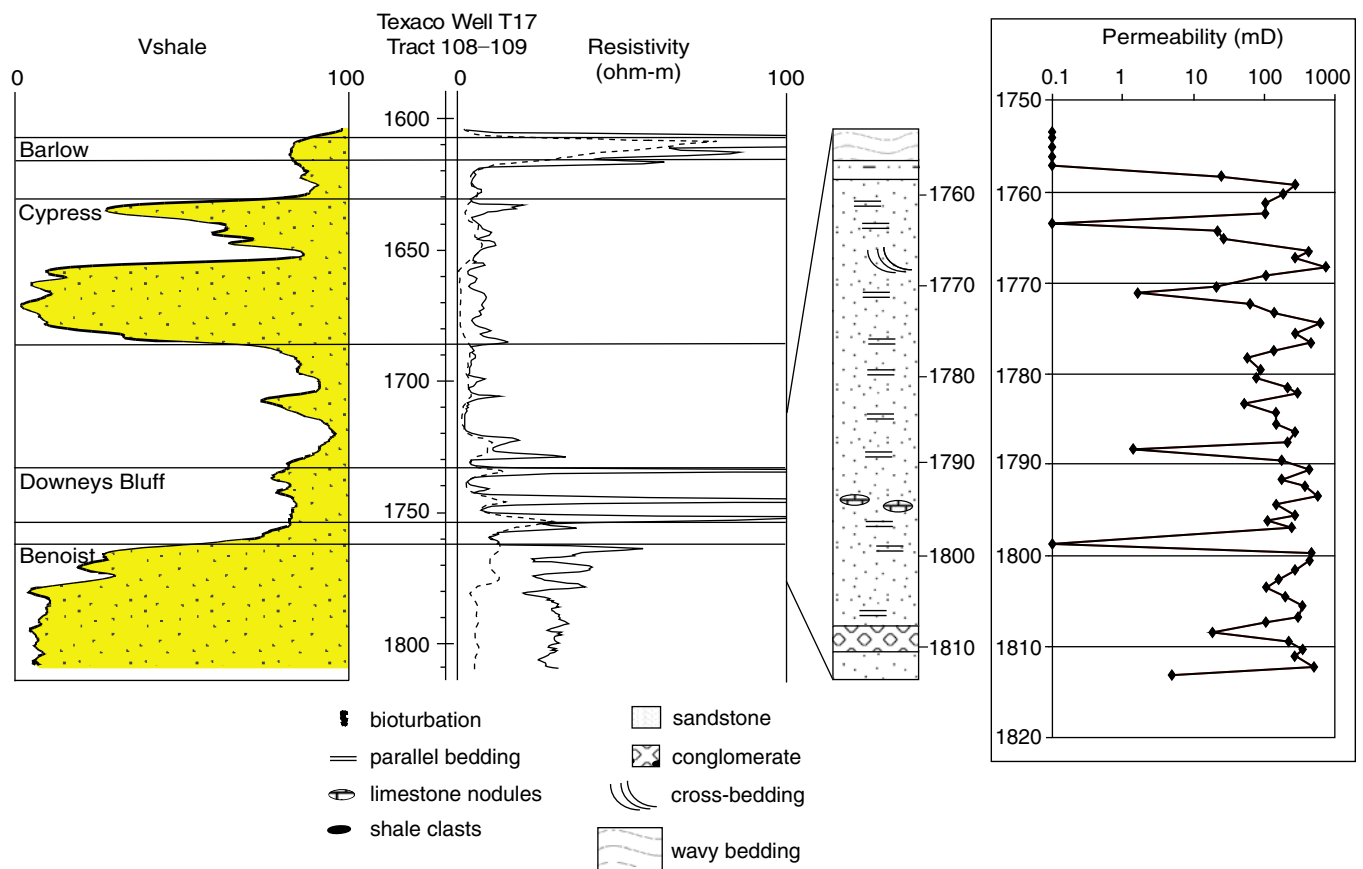 Texaco Well T17
Vshale
Tract 108–109
Resistivity
(ohm-m)
Permeability (mD)
0
100
0
100
0.1
1
10
100
1000
1600
1650
1700
1750
1800
Barlow
Cypress
Downeys Bluff
Benoist
1760
1770
1780
1790
1800
1810
1750
1760
1770
1780
1790
1800
1810
1820
bioturbation
parallel bedding
limestone nodules
shale clasts
sandstone
conglomerate
cross-bedding
wavy bedding